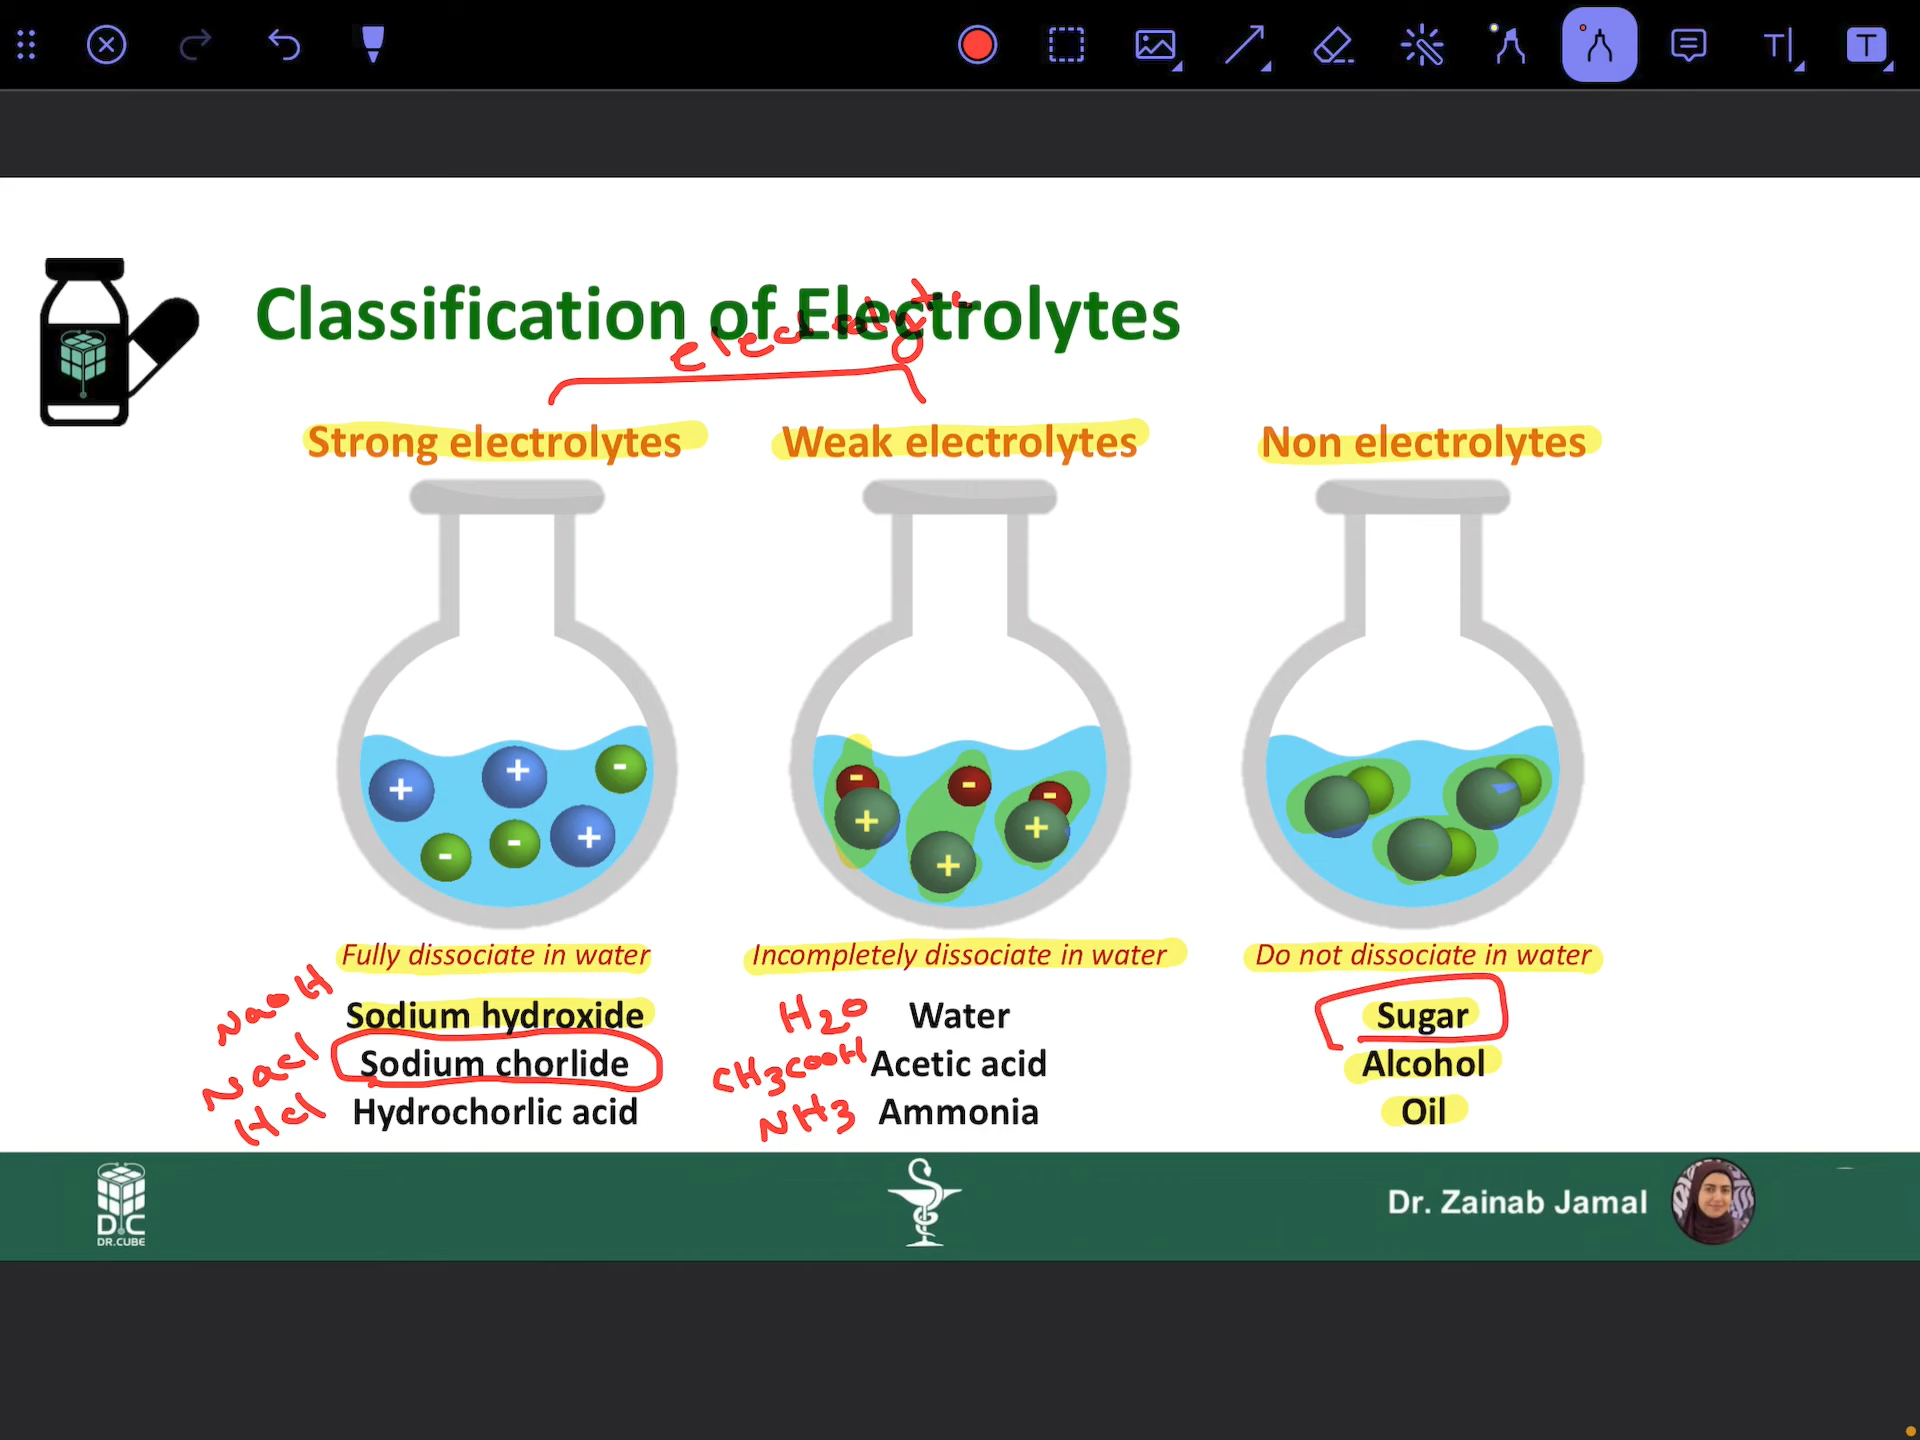 Classification of Electrolytes
electrolyte
Strong electrolytes
Weak electrolytes
Non electrolytes
+ + -
- - +
- - -
+ + +
Fully dissociate in water
Incompletely dissociate in water
Do not dissociate in water
NaOH
Sodium hydroxide
H2O
Water
Sugar
NaCl
Sodium chorlide
CH3COOH
Acetic acid
Alcohol
HCl
Hydrochorlic acid
NH3
Ammonia
Oil
DC
DR.CUBE
Dr. Zainab Jamal